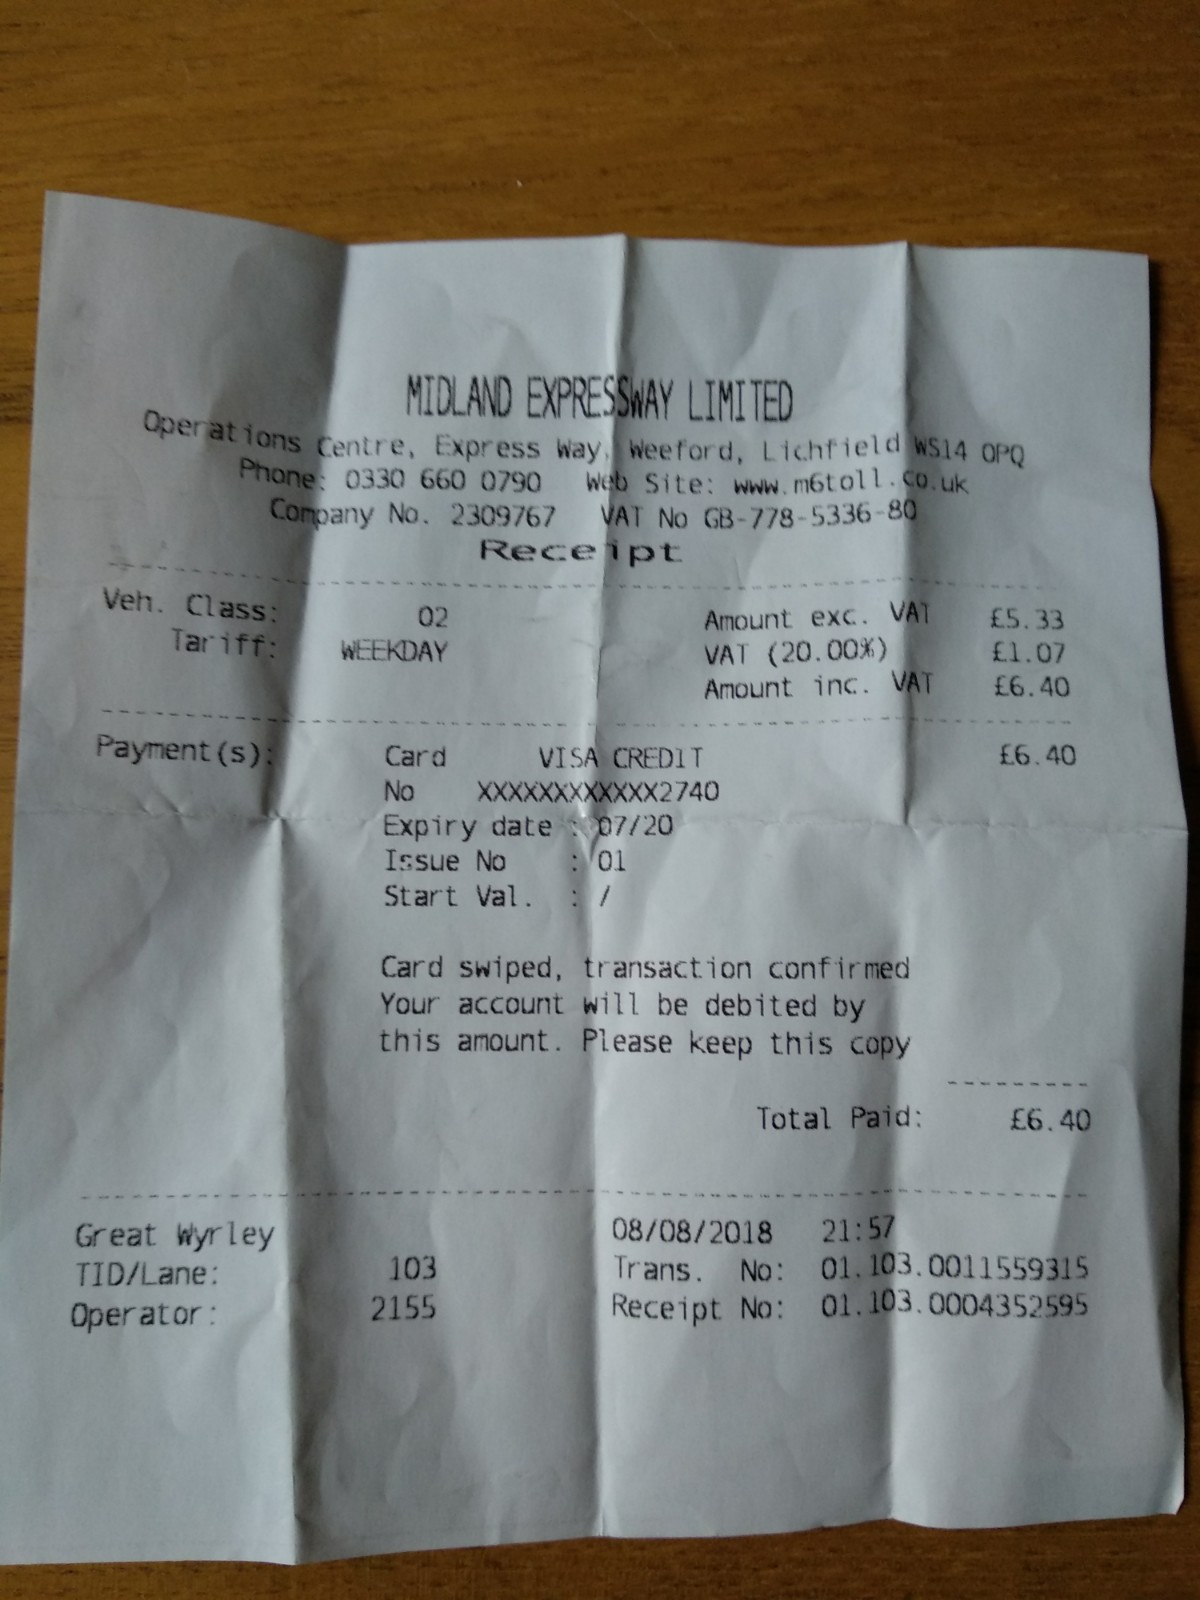 MIDLAND EXPRESSWAY LIMITED
Operations Centre, Express Way, Weeford, Lichfield WS14 0PQ
Phone: 0330 660 0790 Web Site: www.m6toll.co.uk
Company No. 2309767 VAT No GB-778-5336-80
Receipt
Veh. Class: 02 Amount exc. VAT £5.33
Tariff: WEEKDAY VAT (20.00%) £1.07
Amount inc. VAT £6.40
Payment(s): Card VISA CREDIT £6.40
No XXXXXXXXXXXX2740
Expiry date : 07/20
Issue No : 01
Start Val. : /
Card swiped, transaction confirmed
Your account will be debited by
this amount. Please keep this copy
Total Paid: £6.40
Great Wyrley 08/08/2018 21:57
TID/Lane: 103 Trans. No: 01.103.0011559315
Operator: 2155 Receipt No: 01.103.0004352595